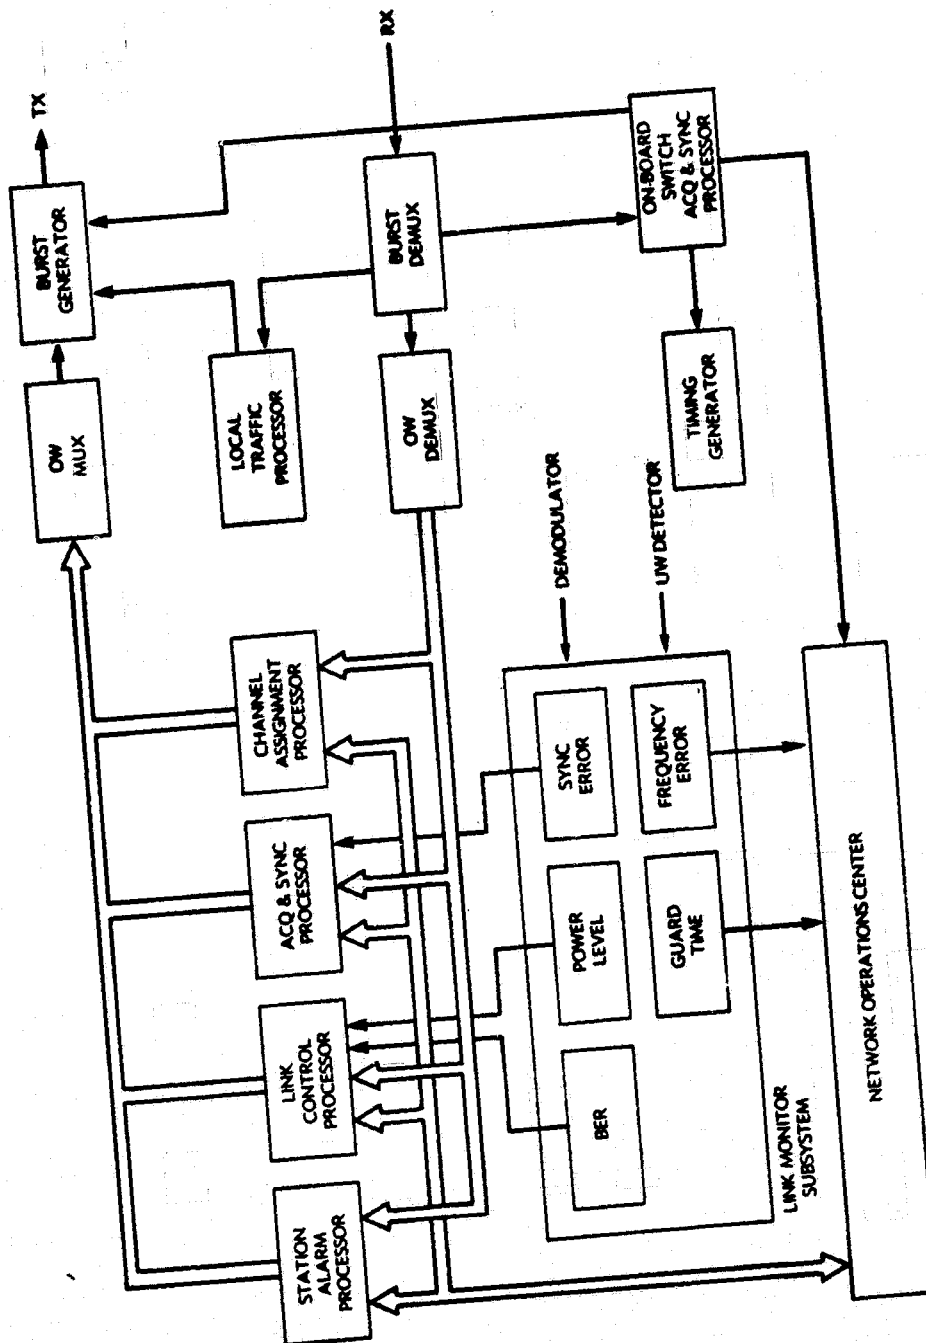 TX
BURST
GENERATOR
OW
MUX
RX
BURST
DEMUX
LOCAL
TRAFFIC
PROCESSOR
OW
DEMUX
ON-BOARD
SWITCH
ACQ & SYNC
PROCESSOR
TIMING
GENERATOR
DEMODULATOR
UW DETECTOR
STATION
ALARM
PROCESSOR
LINK
CONTROL
PROCESSOR
ACQ & SYNC
PROCESSOR
CHANNEL
ASSIGNMENT
PROCESSOR
BER
POWER
LEVEL
SYNC
ERROR
GUARD
TIME
FREQUENCY
ERROR
LINK MONITOR
SUBSYSTEM
NETWORK OPERATIONS CENTER